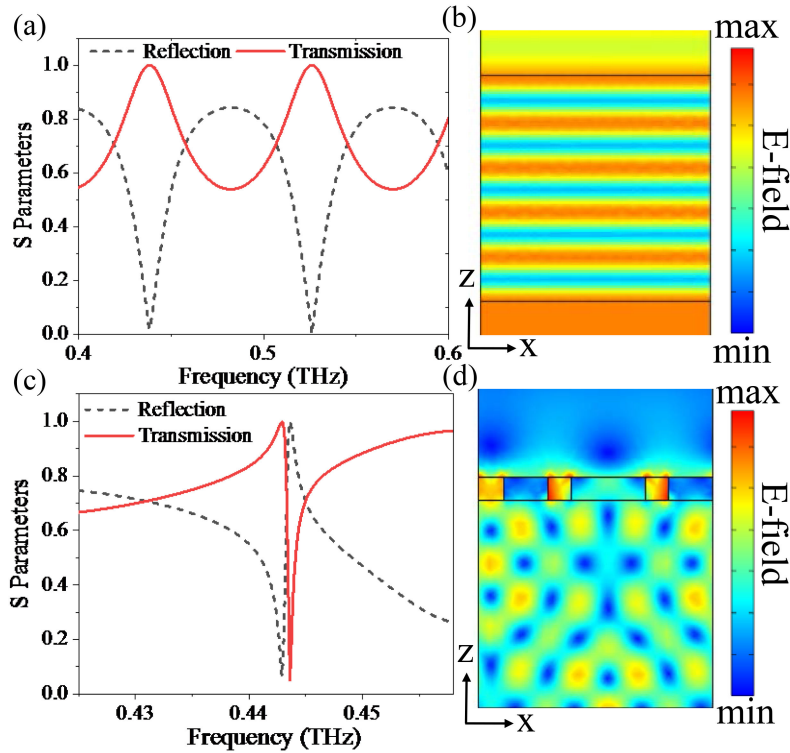 (a)
Reflection
Transmission
1.0
0.8
0.6
0.4
0.2
0.0
S Parameters
0.4
0.5
0.6
Frequency (THz)
(b)
max
E-field
min
Z
X
(c)
Reflection
Transmission
1.0
0.8
0.6
0.4
0.2
0.0
S Parameters
0.43
0.44
0.45
Frequency (THz)
(d)
max
E-field
min
Z
X